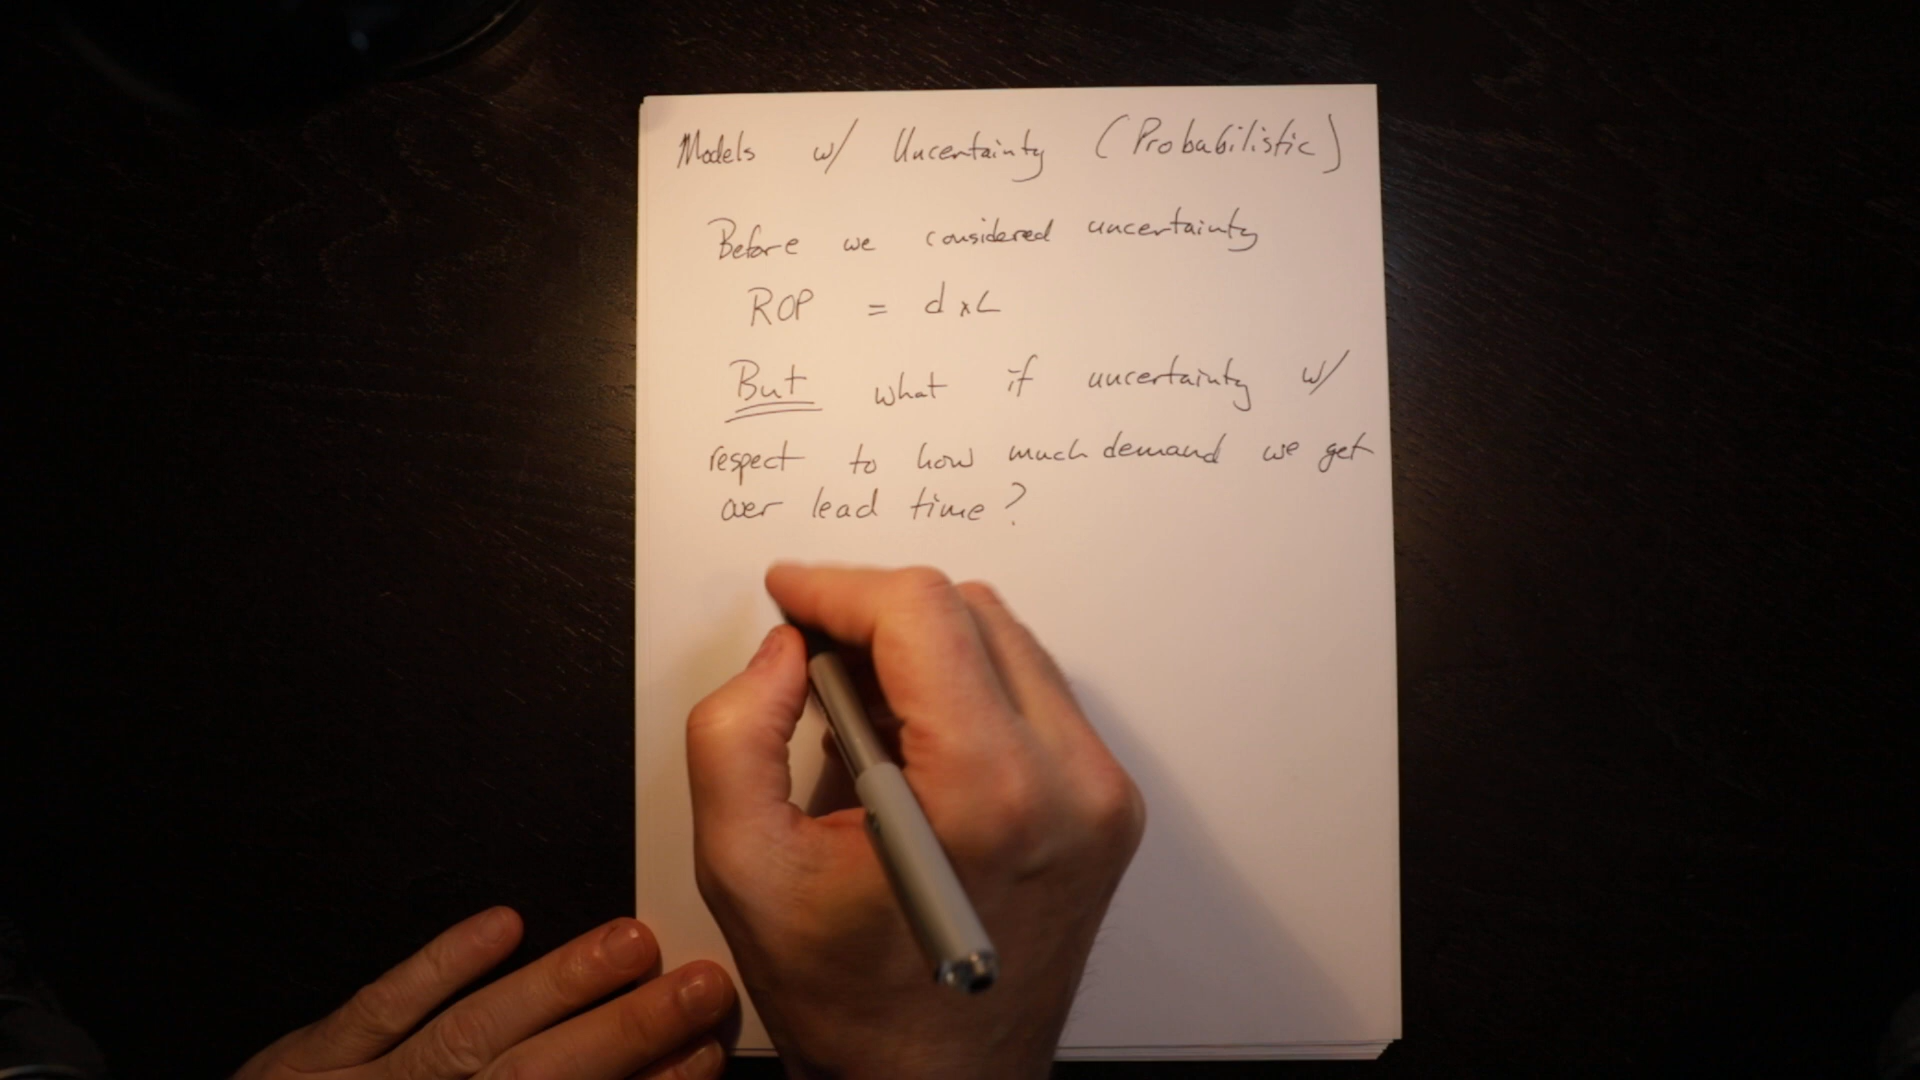 Models w/ Uncertainty (Probabilistic)
Before we considered uncertainty
ROP = d x L
But what if uncertainty w/
respect to how much demand we get
over lead time?